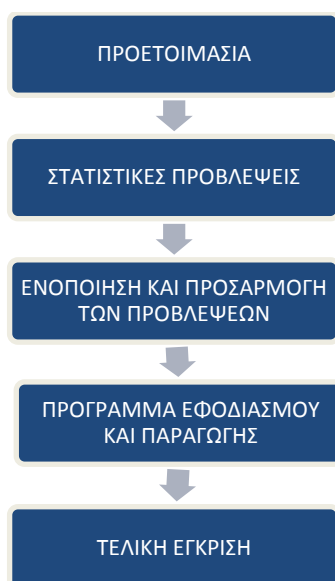 ΠΡΟΕΤΟΙΜΑΣΙΑ
ΣΤΑΤΙΣΤΙΚΕΣ ΠΡΟΒΛΕΨΕΙΣ
ΕΝΟΠΟΙΗΣΗ ΚΑΙ ΠΡΟΣΑΡΜΟΓΗ
ΤΩΝ ΠΡΟΒΛΕΨΕΩΝ
ΠΡΟΓΡΑΜΜΑ ΕΦΟΔΙΑΣΜΟΥ
ΚΑΙ ΠΑΡΑΓΩΓΗΣ
ΤΕΛΙΚΗ ΕΓΚΡΙΣΗ